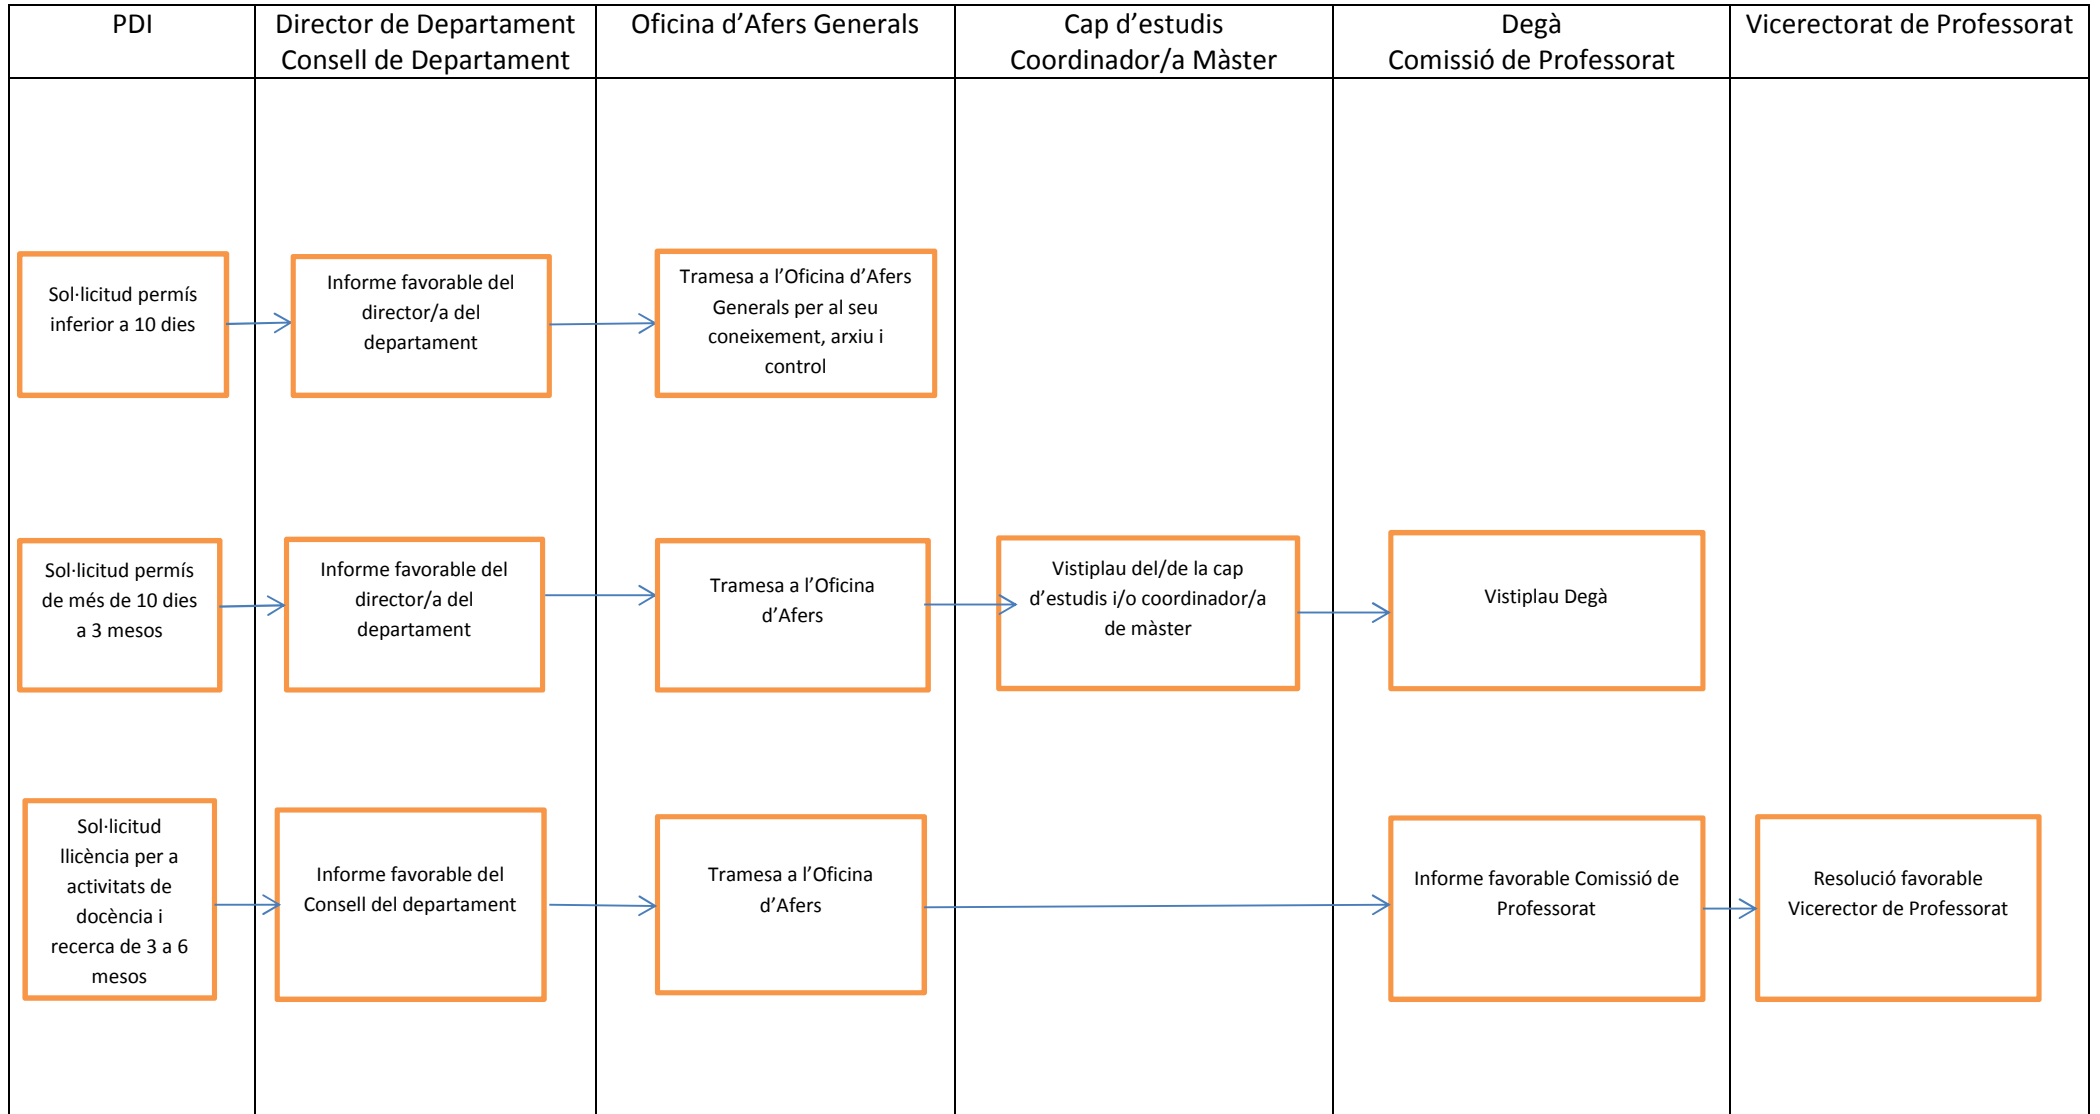 PDI
Director de Departament
Consell de Departament
Oficina d’Afers Generals
Cap d’estudis
Coordinador/a Màster
Degà
Comissió de Professorat
Vicerectorat de Professorat
Sol·licitud permís
inferior a 10 dies
Informe favorable del
director/a del
departament
Tramesa a l’Oficina d’Afers
Generals per al seu
coneixement, arxiu i
control
Sol·licitud permís
de més de 10 dies
a 3 mesos
Informe favorable del
director/a del
departament
Tramesa a l’Oficina
d’Afers
Vistiplau del/de la cap
d’estudis i/o coordinador/a
de màster
Vistiplau Degà
Sol·licitud
llicència per a
activitats de
docència i
recerca de 3 a 6
mesos
Informe favorable del
Consell del departament
Tramesa a l’Oficina
d’Afers
Informe favorable Comissió de
Professorat
Resolució favorable
Vicerector de Professorat